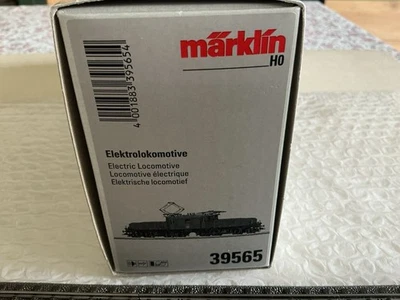 märklin
H0
4 001883 395654
Elektrolokomotive
Electric Locomotive
Locomotive électrique
Elektrische locomotief
39565